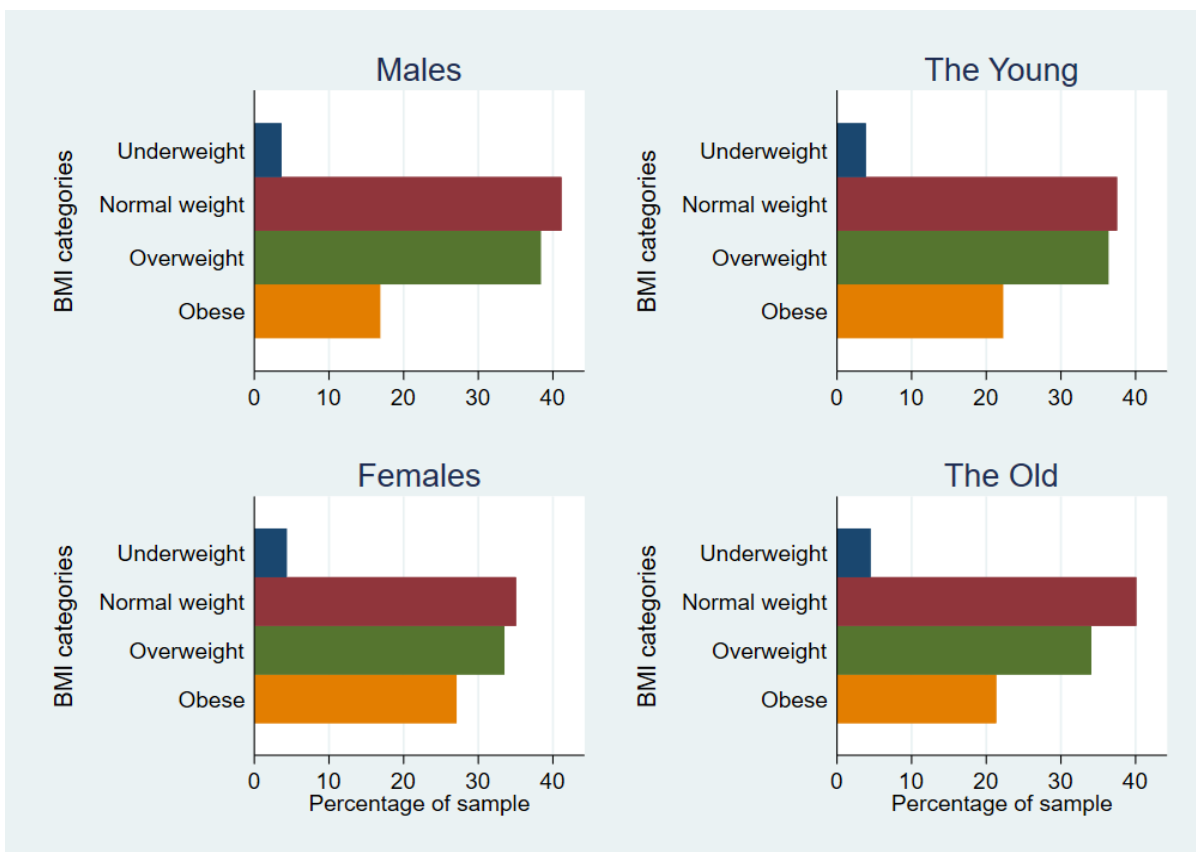 Males
BMI categories
Underweight
Normal weight
Overweight
Obese
0 10 20 30 40
The Young
BMI categories
Underweight
Normal weight
Overweight
Obese
0 10 20 30 40
Females
BMI categories
Underweight
Normal weight
Overweight
Obese
0 10 20 30 40
Percentage of sample
The Old
BMI categories
Underweight
Normal weight
Overweight
Obese
0 10 20 30 40
Percentage of sample